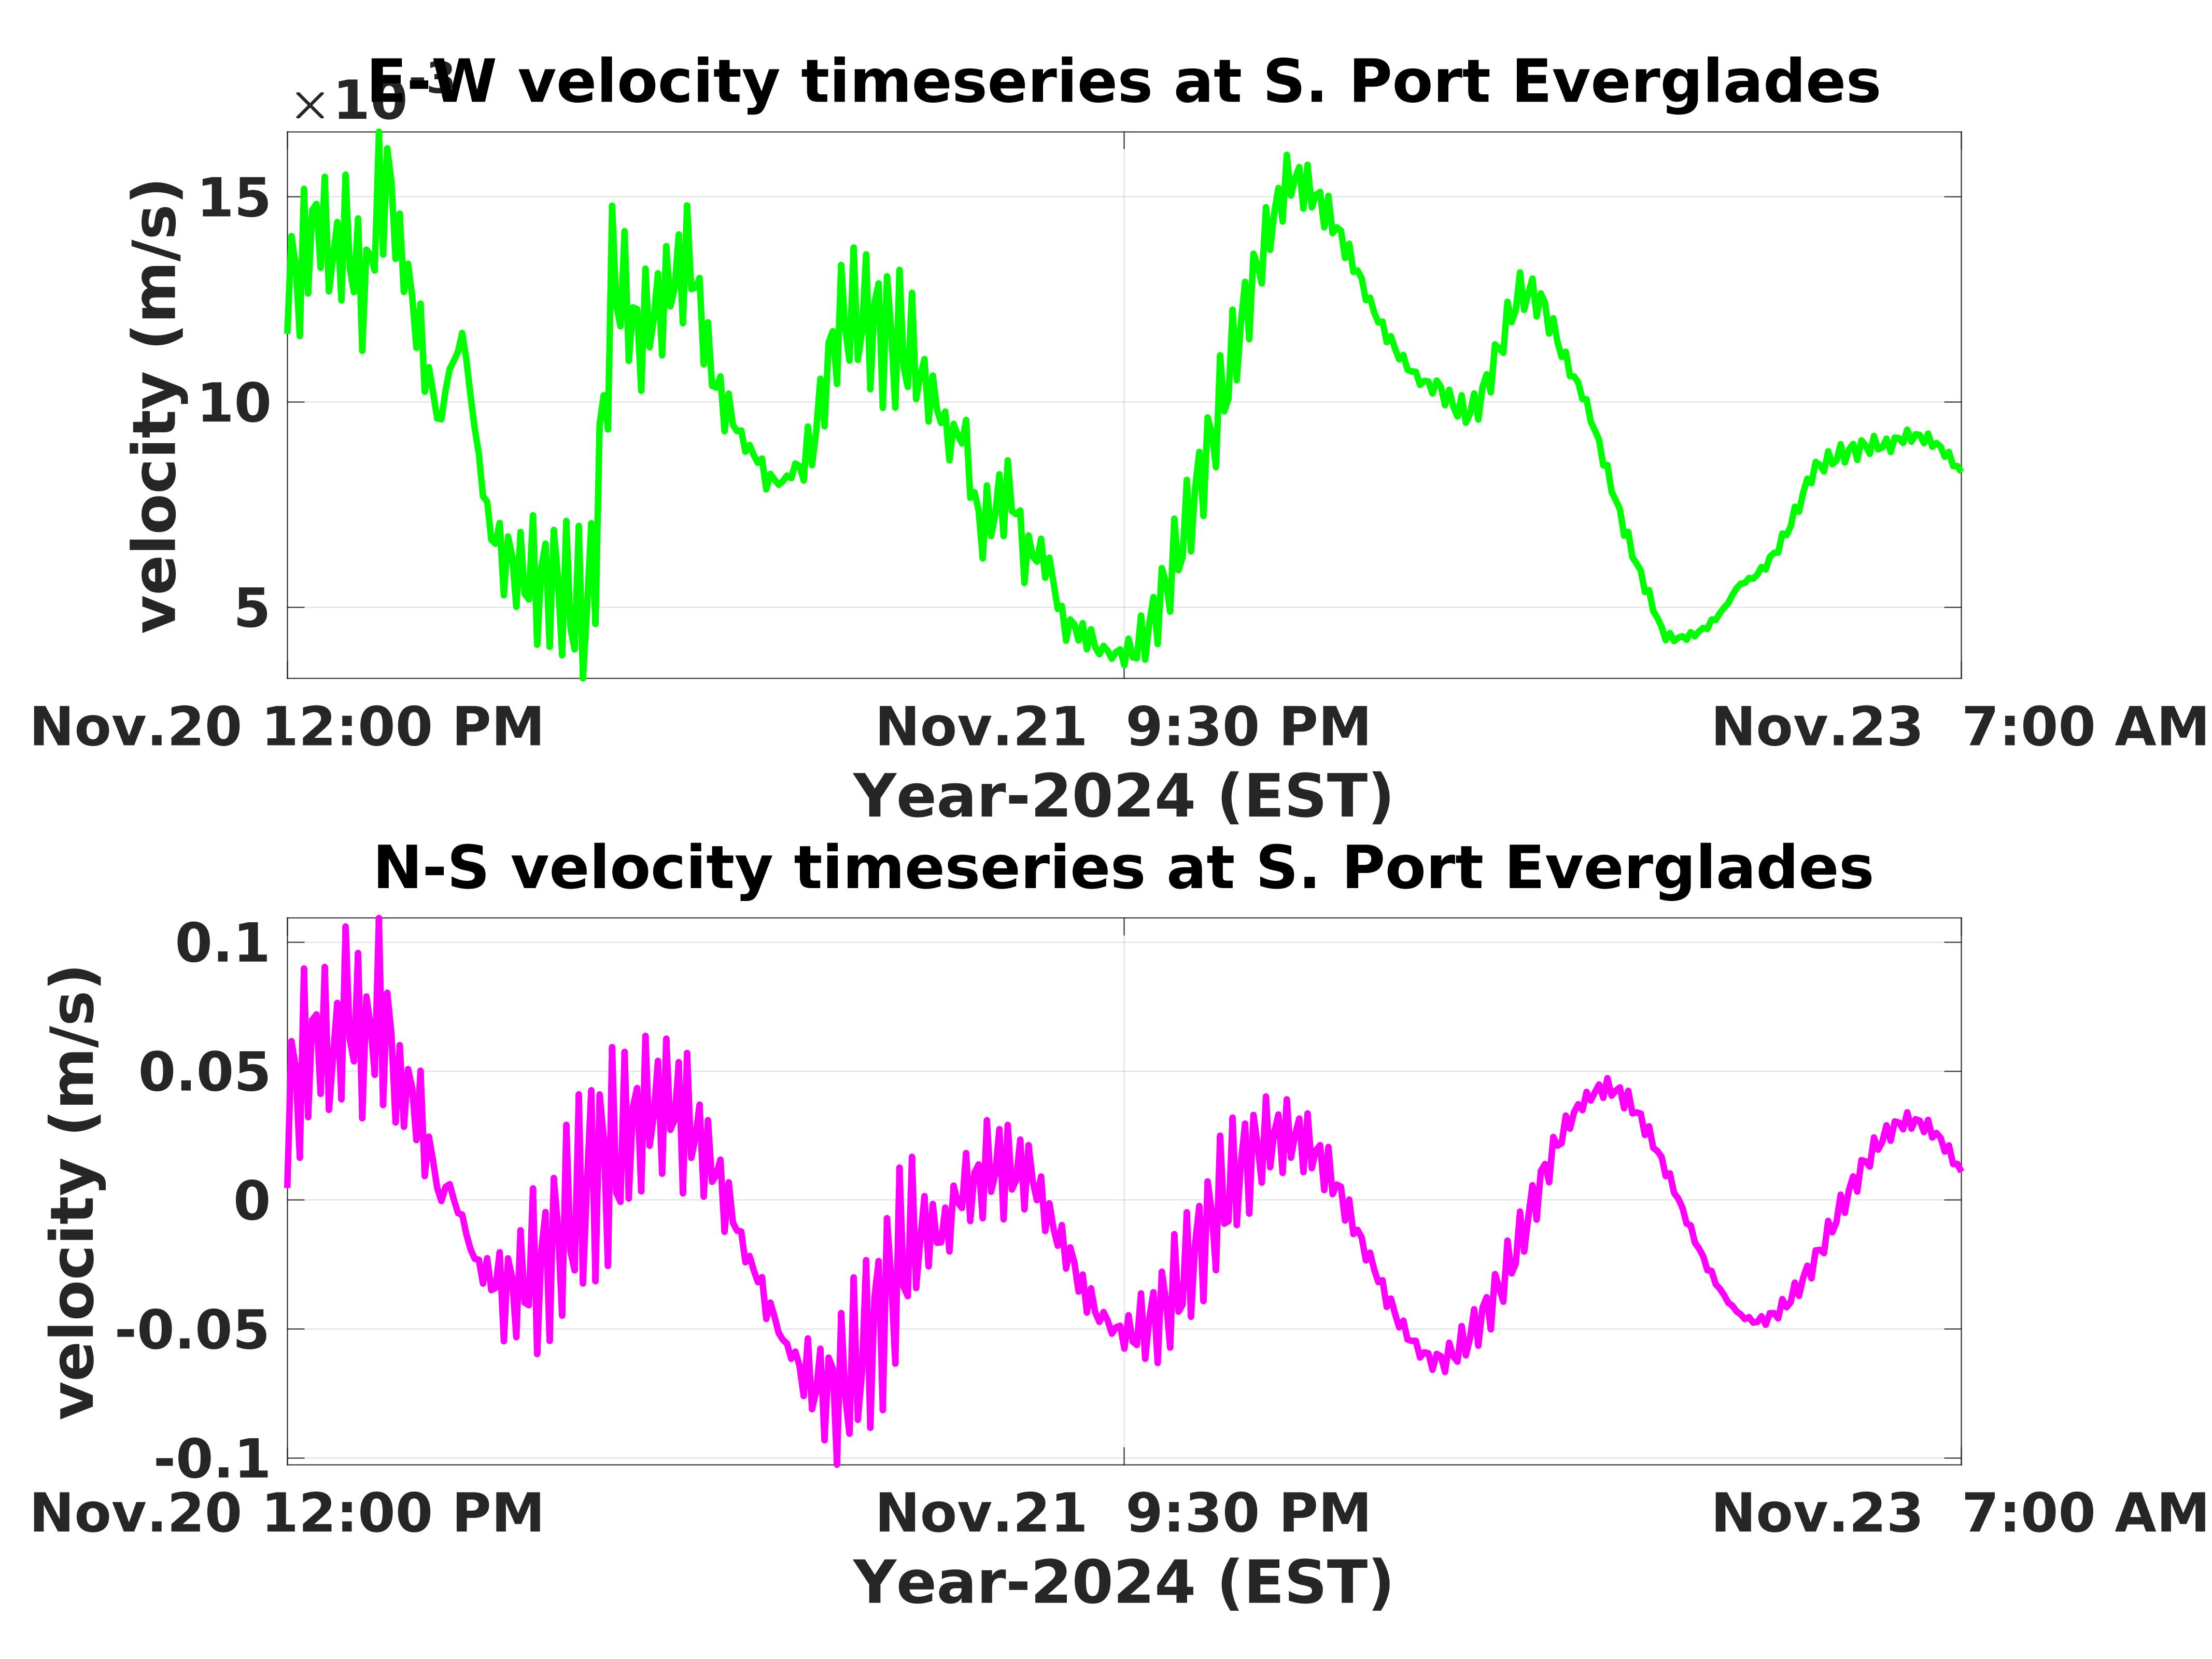 E-W velocity timeseries at S. Port Everglades
×10-3
velocity (m/s)
15
10
5
Nov.20 12:00 PM Nov.21 9:30 PM Nov.23 7:00 AM
Year-2024 (EST)
N-S velocity timeseries at S. Port Everglades
velocity (m/s)
0.1
0.05
0
-0.05
-0.1
Nov.20 12:00 PM Nov.21 9:30 PM Nov.23 7:00 AM
Year-2024 (EST)